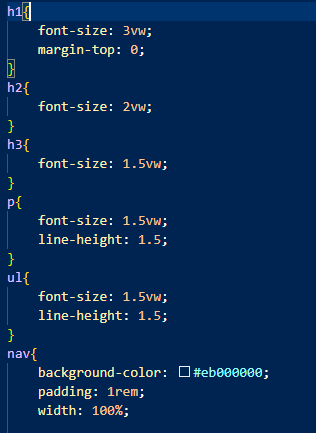 h1{
font-size: 3vw;
margin-top: 0;
}
h2{
font-size: 2vw;
}
h3{
font-size: 1.5vw;
}
p{
font-size: 1.5vw;
line-height: 1.5;
}
ul{
font-size: 1.5vw;
line-height: 1.5;
}
nav{
background-color: #eb000000;
padding: 1rem;
width: 100%;